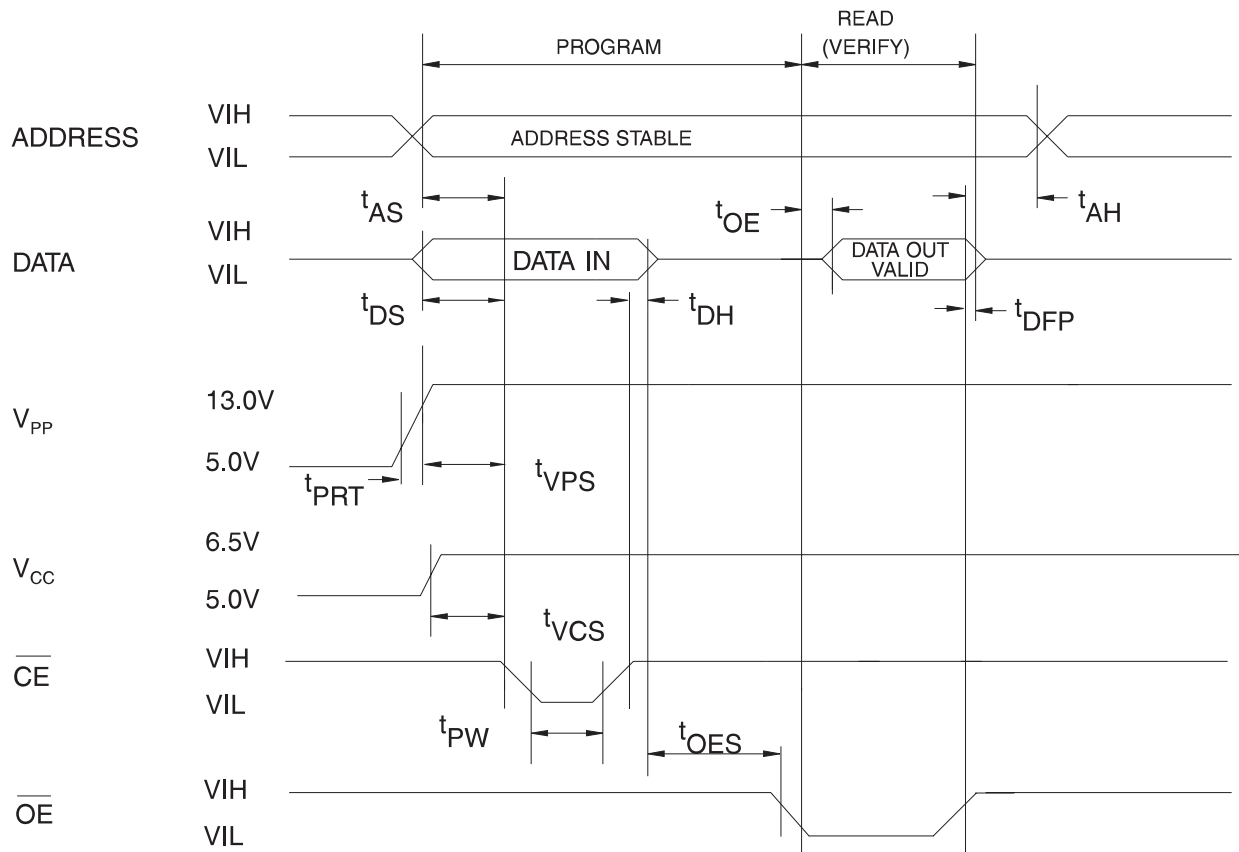 READ
PROGRAM (VERIFY)
ADDRESS VIH
VIL ADDRESS STABLE
tAS tOE tAH
DATA VIH
VIL DATA IN DATA OUT
VALID
tDS tDH tDFP
VPP 13.0V
5.0V
tPRT tVPS
VCC 6.5V
5.0V
tVCS
CE VIH
VIL
tPW tOES
OE VIH
VIL